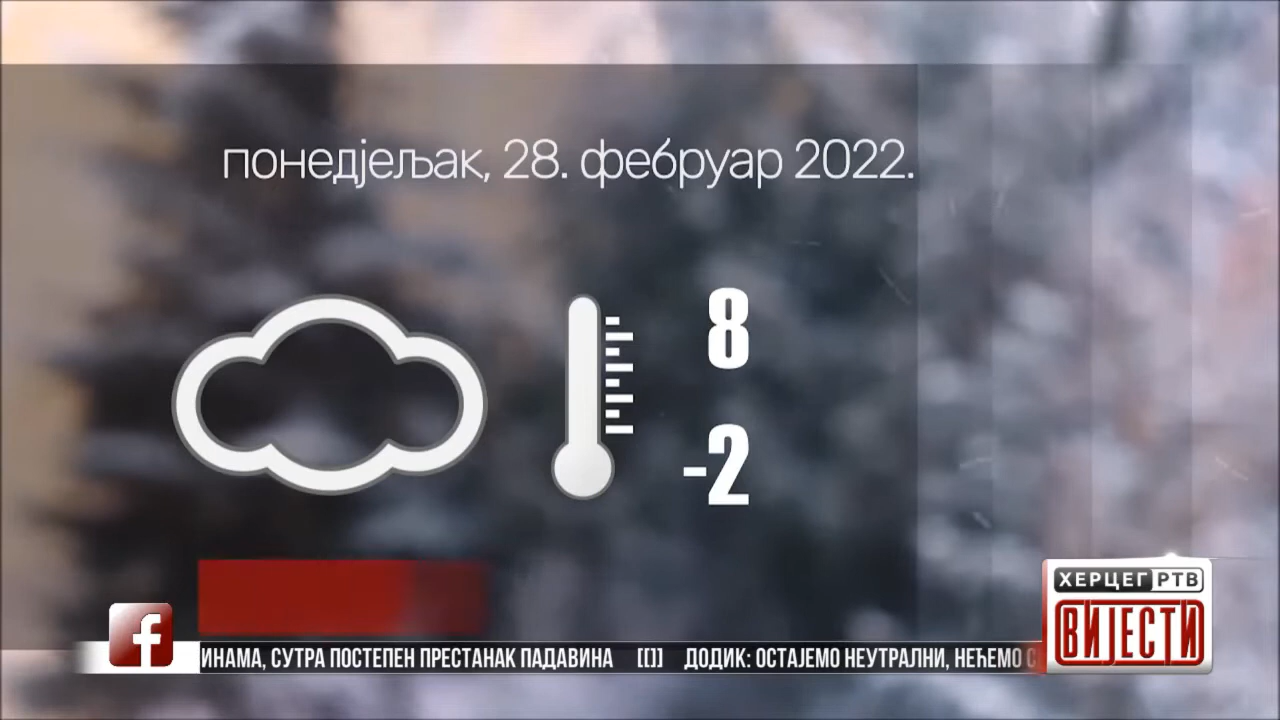 понедјељак, 28. фебруар 2022.
8
-2
ХЕРЦЕГ РТВ
ВИЈЕСТИ
ИНАМА, СУТРА ПОСТЕПЕН ПРЕСТАНАК ПАДАВИНА [[]] ДОДИК: ОСТАЈЕМО НЕУТРАЛНИ, НЕЋЕМО